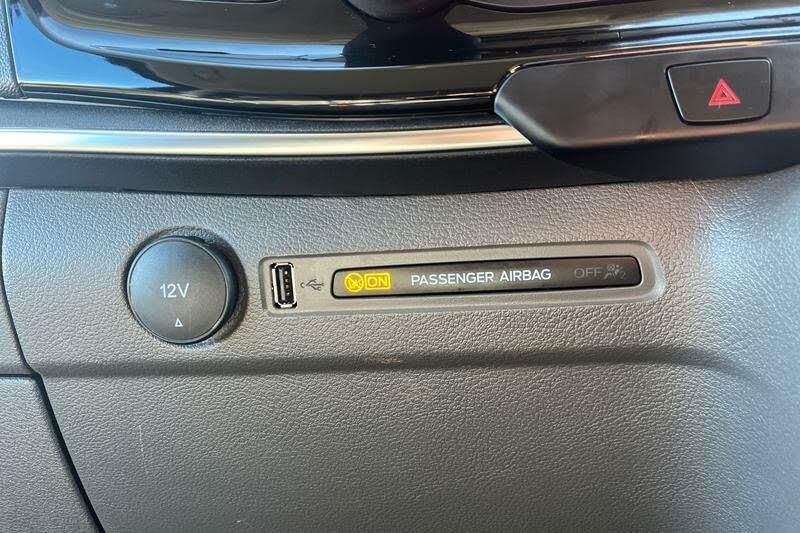 12V
ON PASSENGER AIRBAG OFF